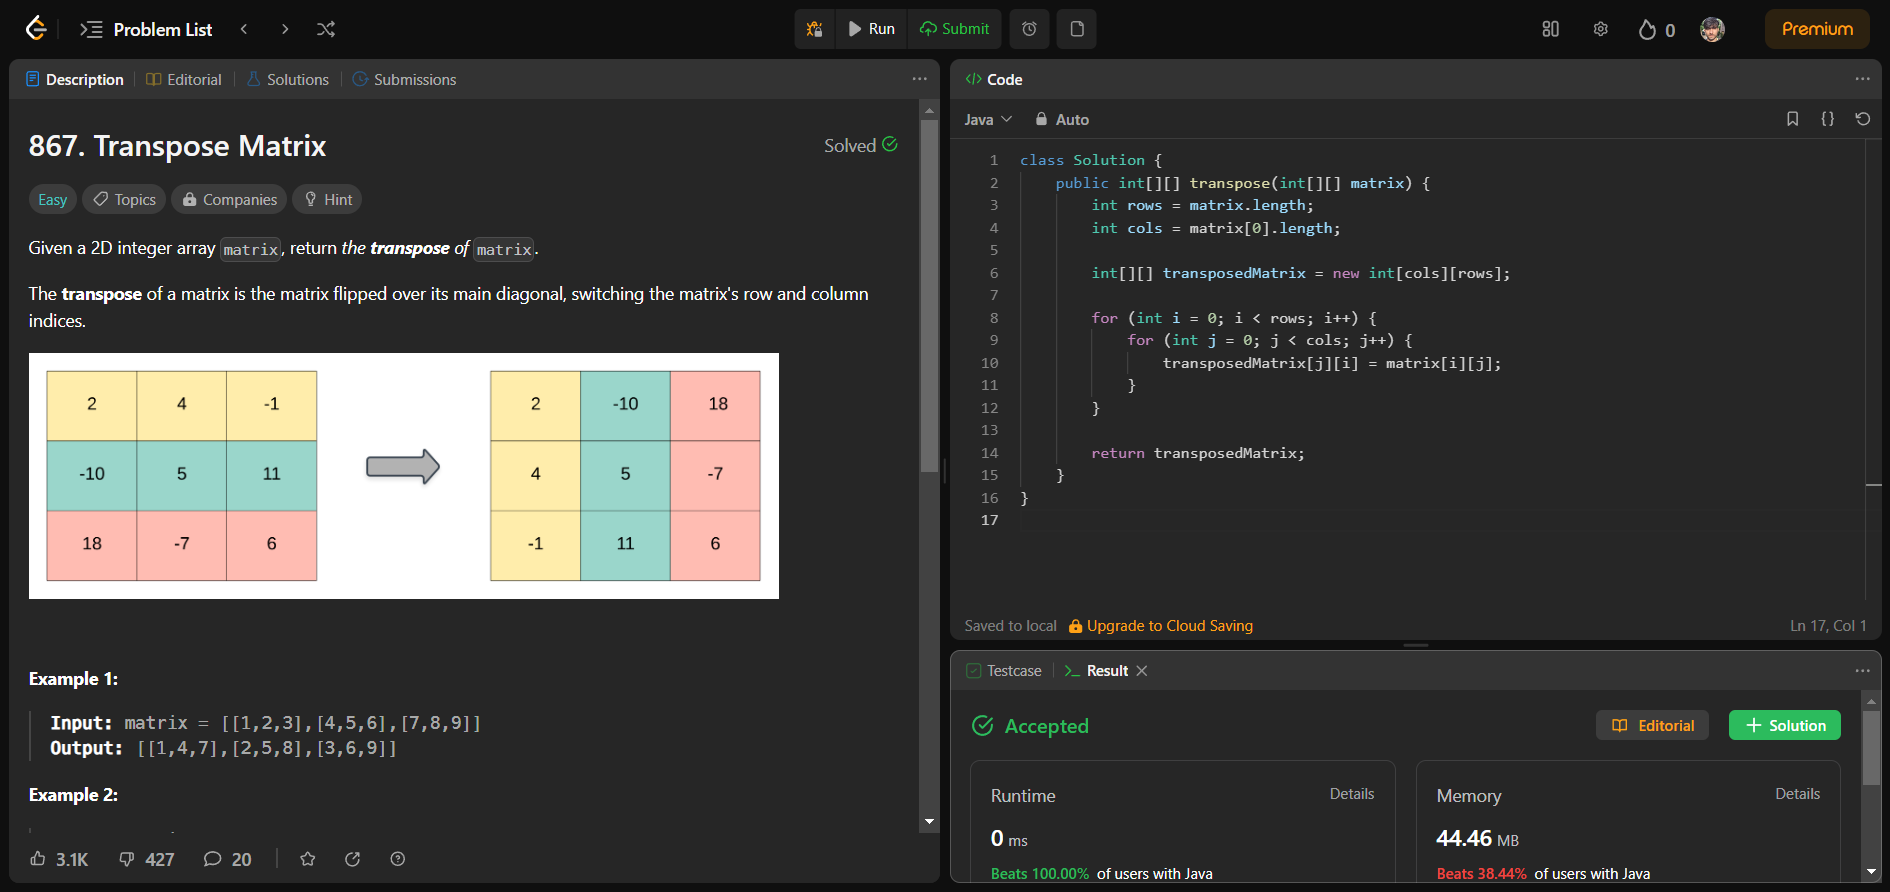 Problem List
Run
Submit
0
Premium
Description
Editorial
Solutions
Submissions
867. Transpose Matrix
Solved
Easy
Topics
Companies
Hint
Given a 2D integer array matrix, return the transpose of matrix.
The transpose of a matrix is the matrix flipped over its main diagonal, switching the matrix's row and column
indices.
2 4 -1
-10 5 11
18 -7 6
2 -10 18
4 5 -7
-1 11 6
Example 1:
Input: matrix = [[1,2,3],[4,5,6],[7,8,9]]
Output: [[1,4,7],[2,5,8],[3,6,9]]
Example 2:
3.1K
427
20
</> Code
Java
Auto
{}
1 class Solution {
2 public int[][] transpose(int[][] matrix) {
3 int rows = matrix.length;
4 int cols = matrix[0].length;
5
6 int[][] transposedMatrix = new int[cols][rows];
7
8 for (int i = 0; i < rows; i++) {
9 for (int j = 0; j < cols; j++) {
10 transposedMatrix[j][i] = matrix[i][j];
11 }
12 }
13
14 return transposedMatrix;
15 }
16 }
17
Saved to local
Upgrade to Cloud Saving
Ln 17, Col 1
Testcase
Result
Accepted
Editorial
Solution
Runtime
Details
0 ms
Beats 100.00% of users with Java
Memory
Details
44.46 MB
Beats 38.44% of users with Java